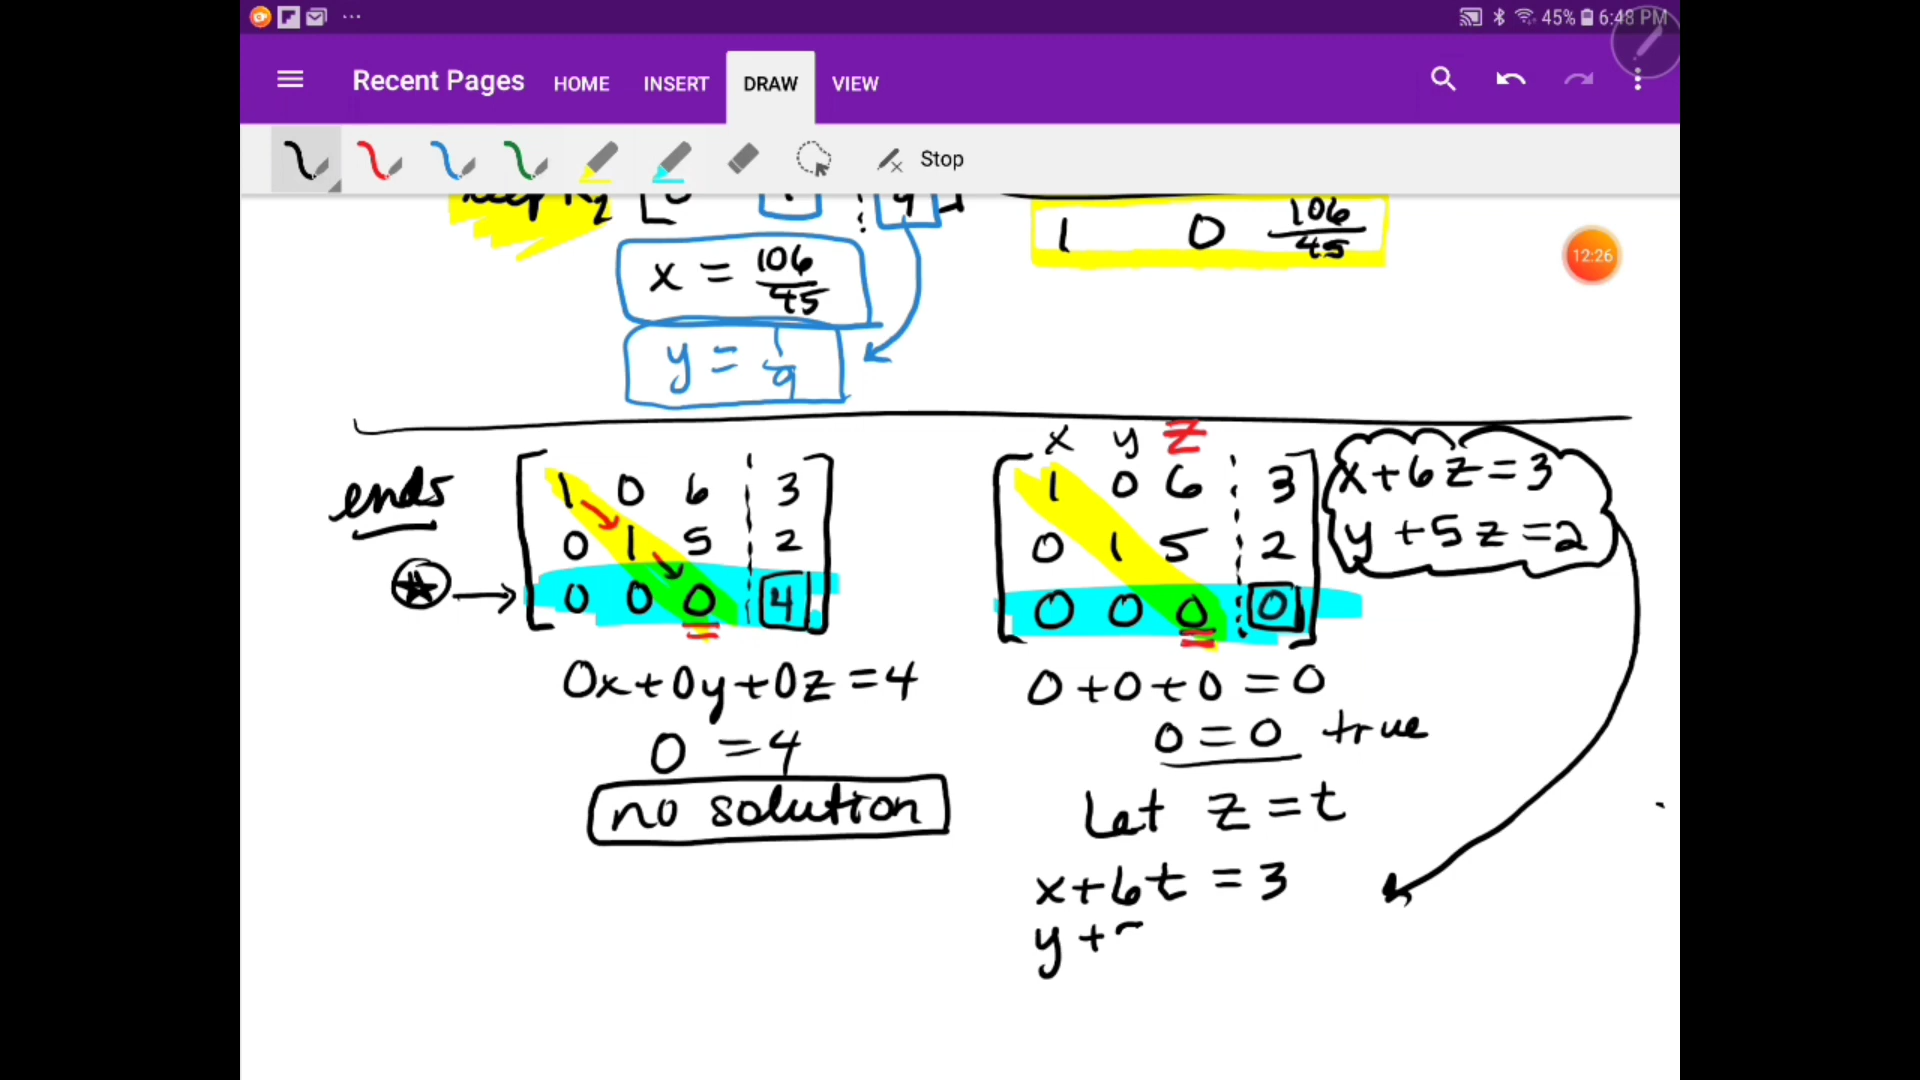 45% 6:48 PM
Recent Pages HOME INSERT DRAW VIEW
Stop
12:26
1 0 106/45
x = 106/45
y = 1/9
ends
1 0 6 3
0 1 5 2
0 0 0 4
0x+0y+0z=4
0 =4
no solution
x y z
1 0 6 3
0 1 5 2
0 0 0 0
x+6z=3
y+5z=2
0+0+0=0
0=0 true
Let z=t
x+6t=3
y+